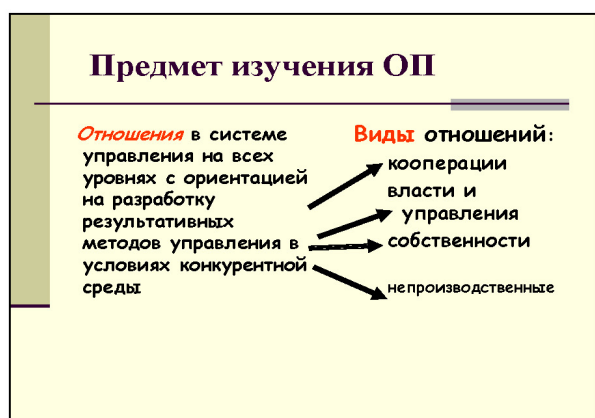 Предмет изучения ОП
Отношения в системе
управления на всех
уровнях с ориентацией
на разработку
результативных
методов управления в
условиях конкурентной
среды
Виды отношений:
кооперации
власти и
управления
собственности
непроизводственные